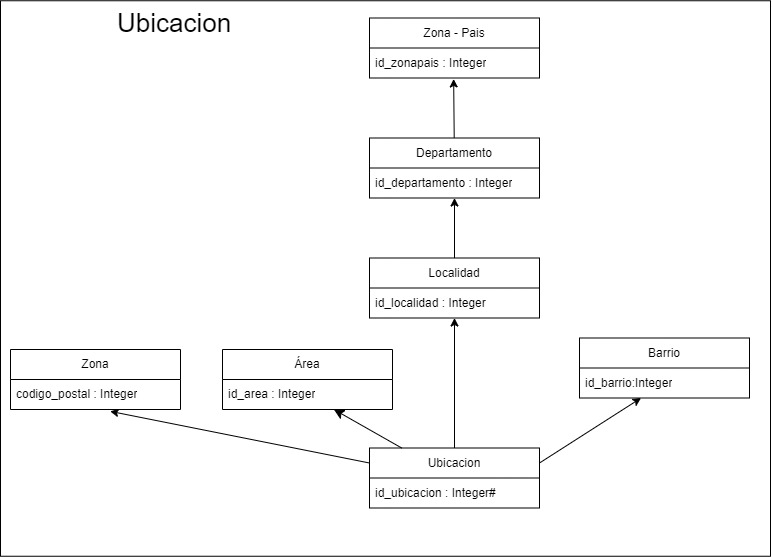 Ubicacion
Zona - Pais
id_zonapais : Integer
Departamento
id_departamento : Integer
Localidad
id_localidad : Integer
Zona
codigo_postal : Integer
Área
id_area : Integer
Barrio
id_barrio:Integer
Ubicacion
id_ubicacion : Integer#